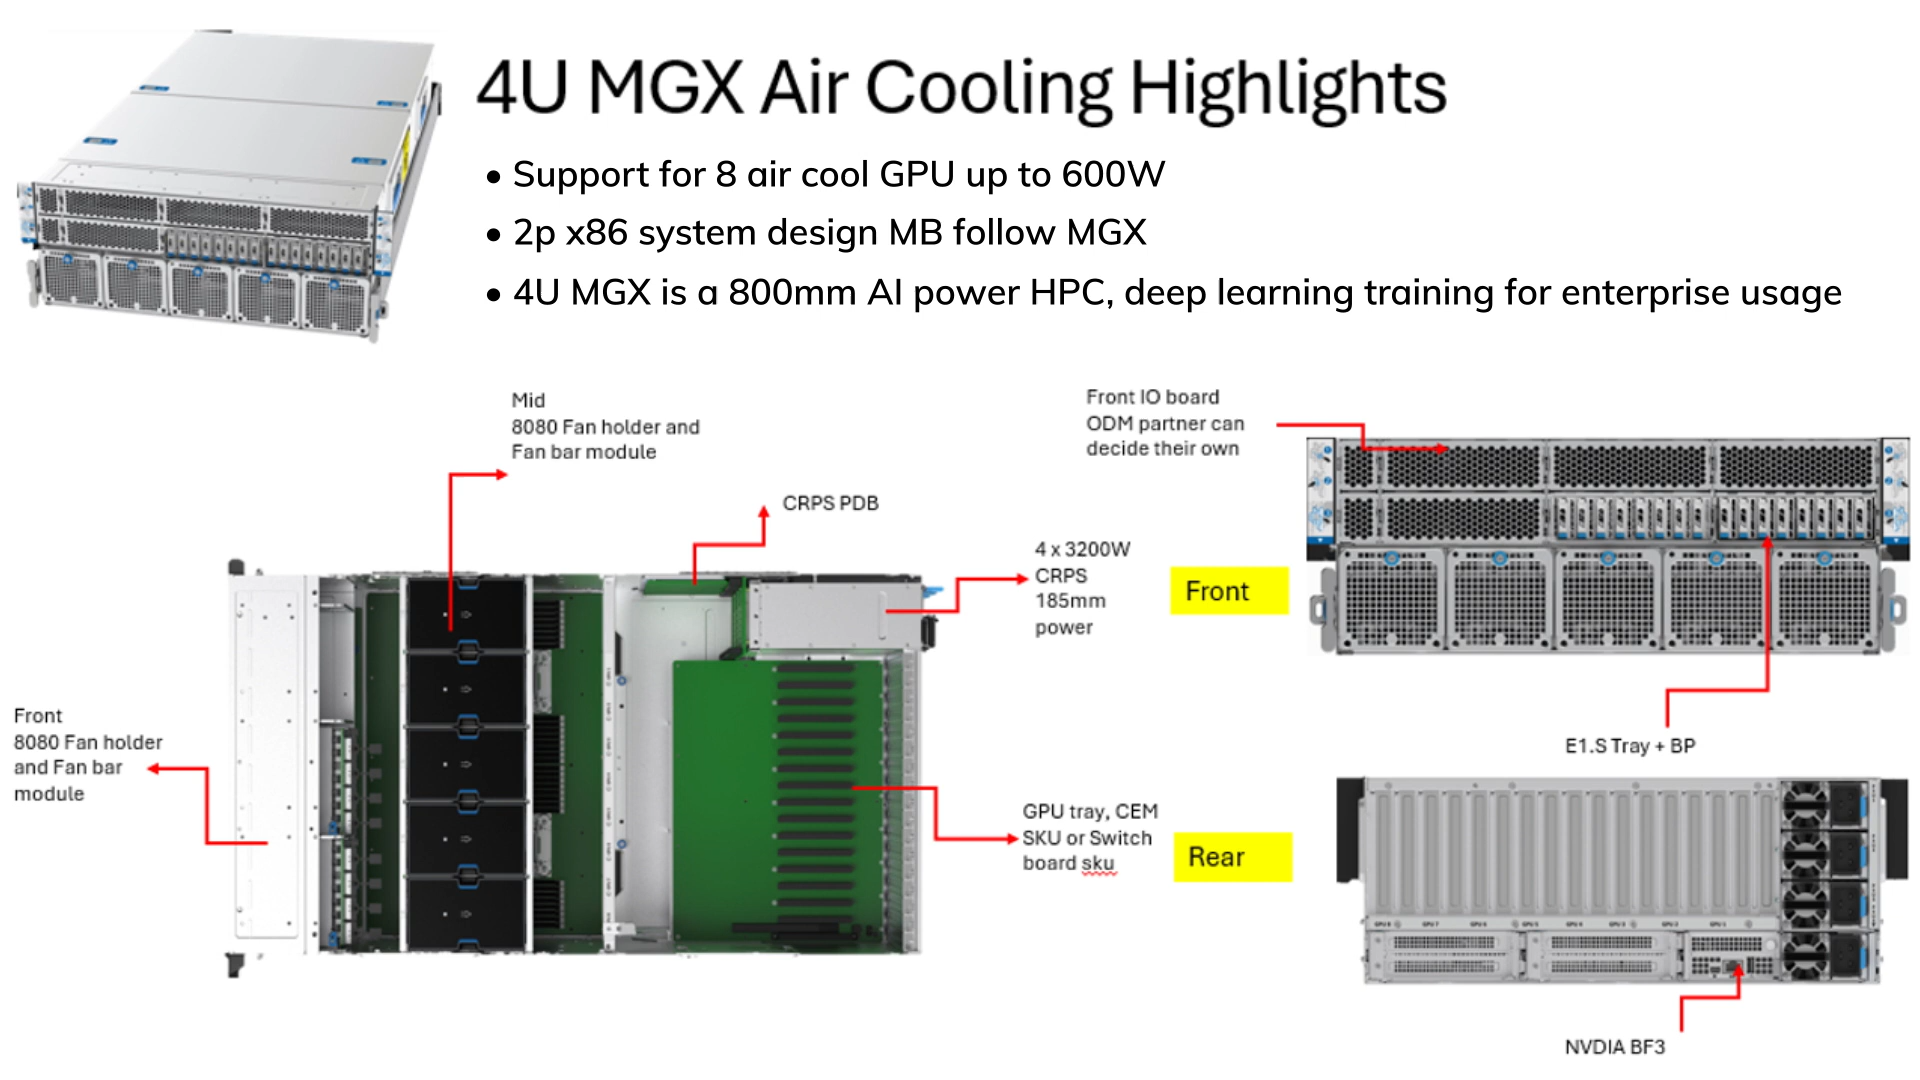 4U MGX Air Cooling Highlights
• Support for 8 air cool GPU up to 600W
• 2p x86 system design MB follow MGX
• 4U MGX is a 800mm AI power HPC, deep learning training for enterprise usage
Mid
8080 Fan holder and
Fan bar module
CRPS PDB
4 x 3200W
CRPS
185mm
power
Front
8080 Fan holder
and Fan bar
module
GPU tray, CEM
SKU or Switch
board sku
Front IO board
ODM partner can
decide their own
Front
E1.S Tray + BP
Rear
NVDIA BF3